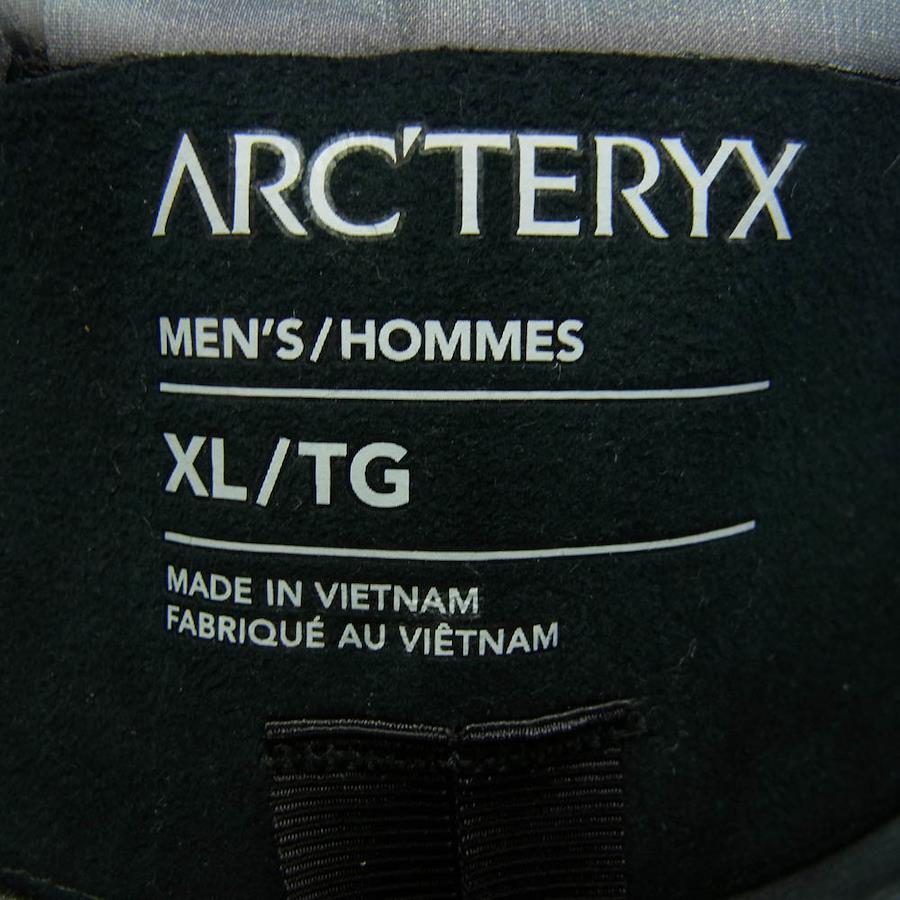 ARC'TERYX
MEN'S/HOMMES
XL/TG
MADE IN VIETNAM
FABRIQUÉ AU VIÊTNAM